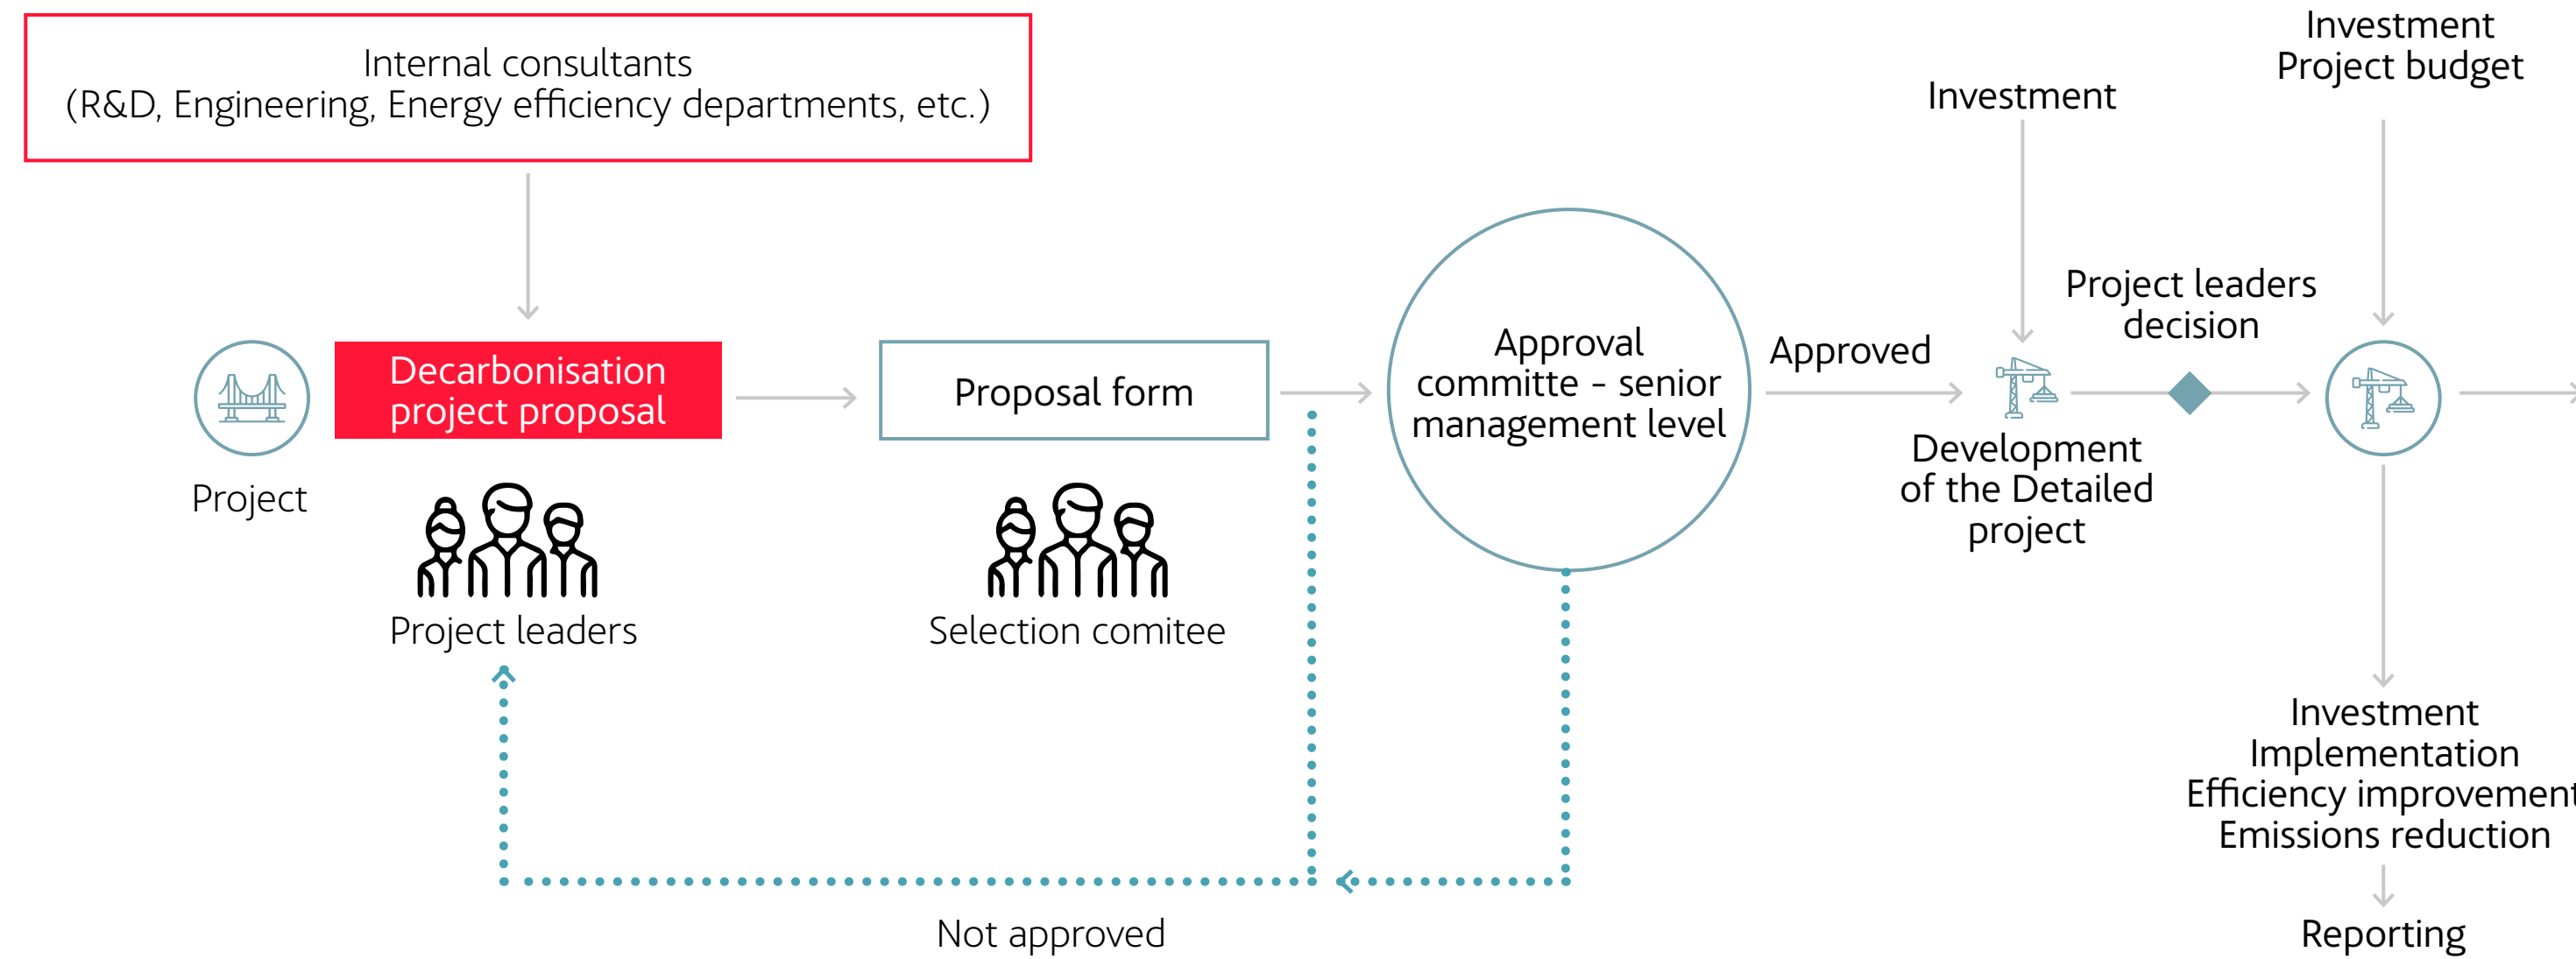 Internal consultants
(R&D, Engineering, Energy efficiency departments, etc.)
Decarbonisation
project proposal
Project
Project leaders
Proposal form
Selection comitee
Not approved
Approval
committe - senior
management level
Approved
Investment
Development
of the Detailed
project
Project leaders
decision
Investment
Project budget
Investment
Implementation
Efficiency improvement
Emissions reduction
Reporting